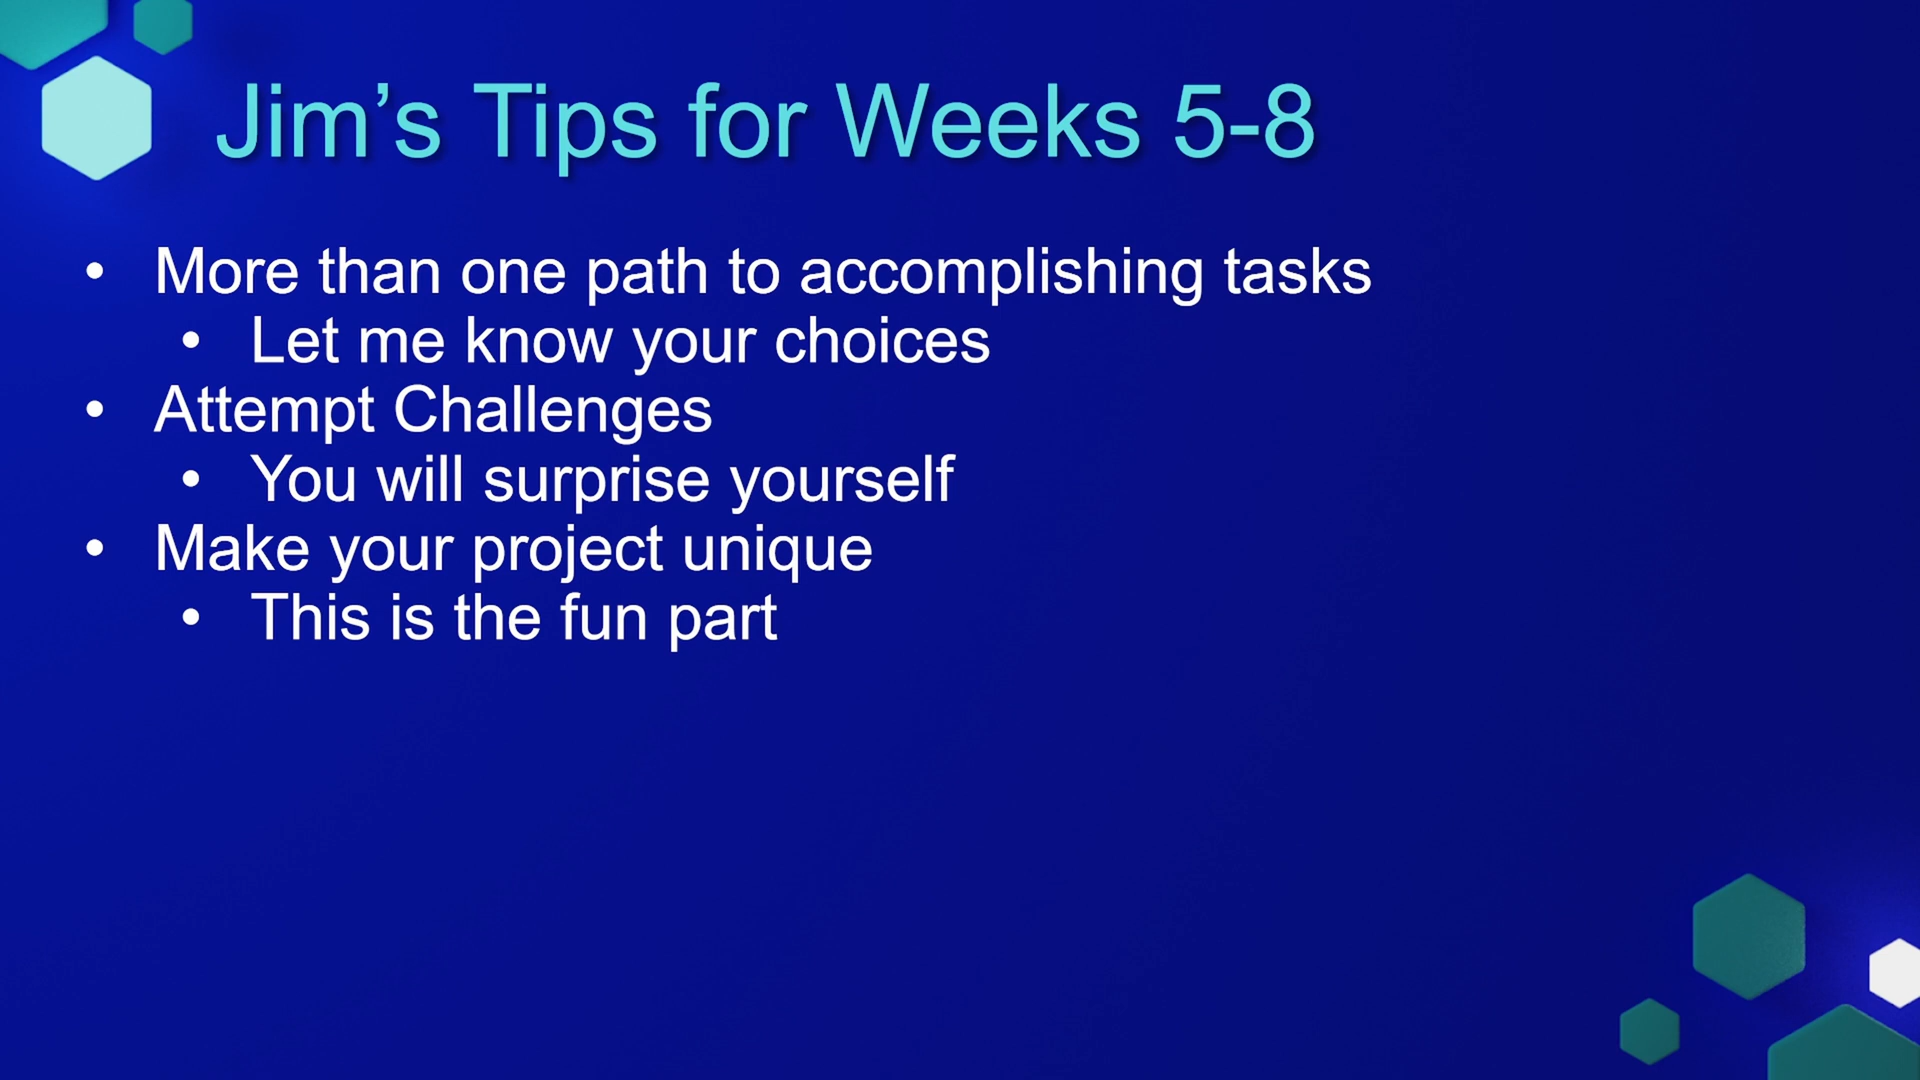 Jim’s Tips for Weeks 5-8
• More than one path to accomplishing tasks
• Let me know your choices
• Attempt Challenges
• You will surprise yourself
• Make your project unique
• This is the fun part